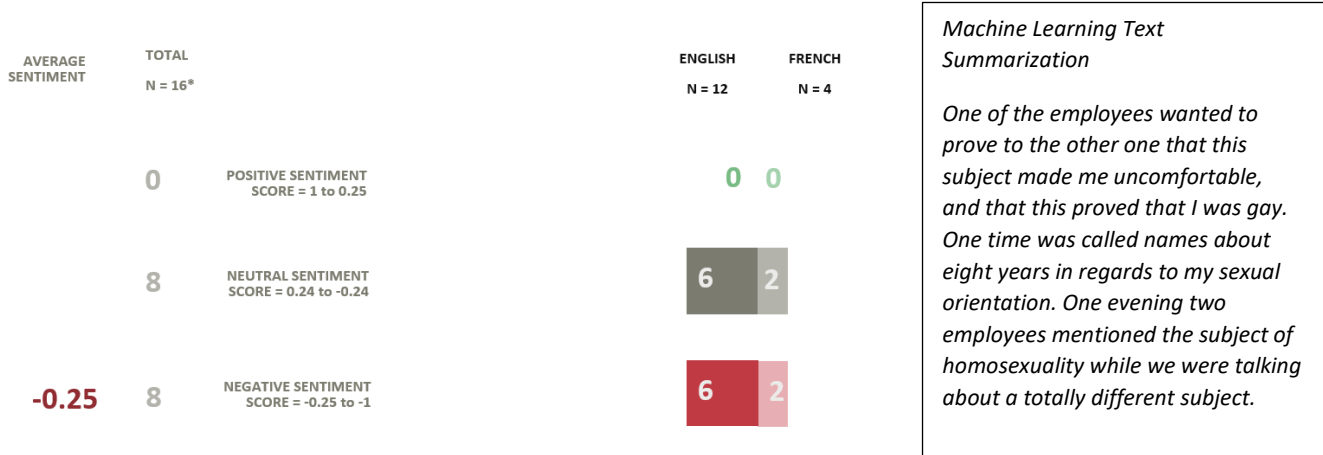 AVERAGE
SENTIMENT
TOTAL
N = 16*
ENGLISH
N = 12
FRENCH
N = 4
0
POSITIVE SENTIMENT
SCORE = 1 to 0.25
0 0
8
NEUTRAL SENTIMENT
SCORE = 0.24 to -0.24
6 2
-0.25
8
NEGATIVE SENTIMENT
SCORE = -0.25 to -1
6 2
Machine Learning Text
Summarization
One of the employees wanted to
prove to the other one that this
subject made me uncomfortable,
and that this proved that I was gay.
One time was called names about
eight years in regards to my sexual
orientation. One evening two
employees mentioned the subject of
homosexuality while we were talking
about a totally different subject.